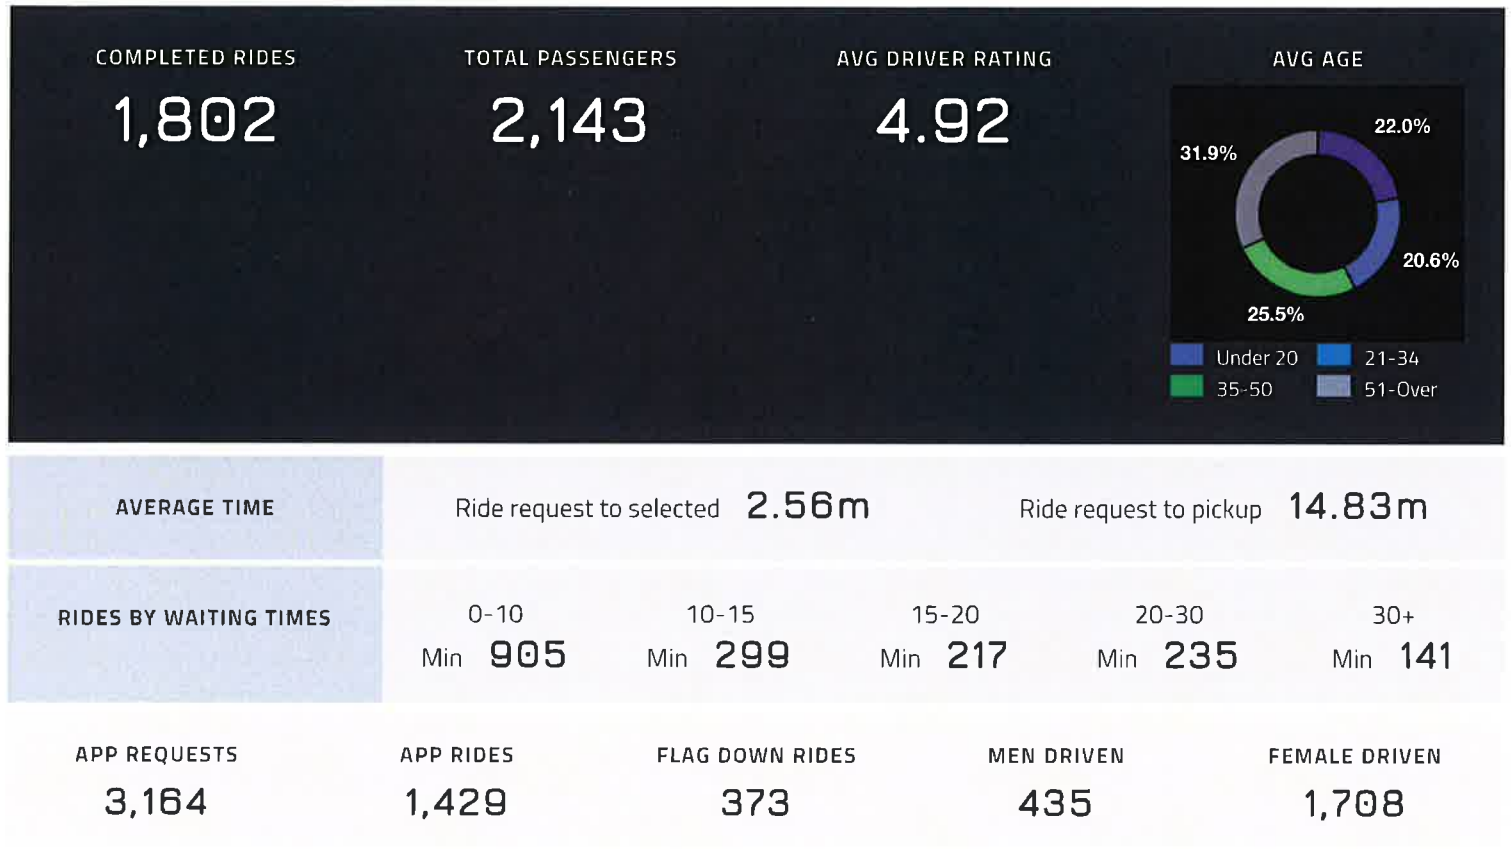 COMPLETED RIDES
1,802
TOTAL PASSENGERS
2,143
AVG DRIVER RATING
4.92
AVG AGE
22.0%
31.9%
20.6%
25.5%
Under 20
21-34
35-50
51-Over
AVERAGE TIME
Ride request to selected 2.56m
Ride request to pickup 14.83m
RIDES BY WAITING TIMES
0-10
Min 905
10-15
Min 299
15-20
Min 217
20-30
Min 235
30+
Min 141
APP REQUESTS
3,164
APP RIDES
1,429
FLAG DOWN RIDES
373
MEN DRIVEN
435
FEMALE DRIVEN
1,708